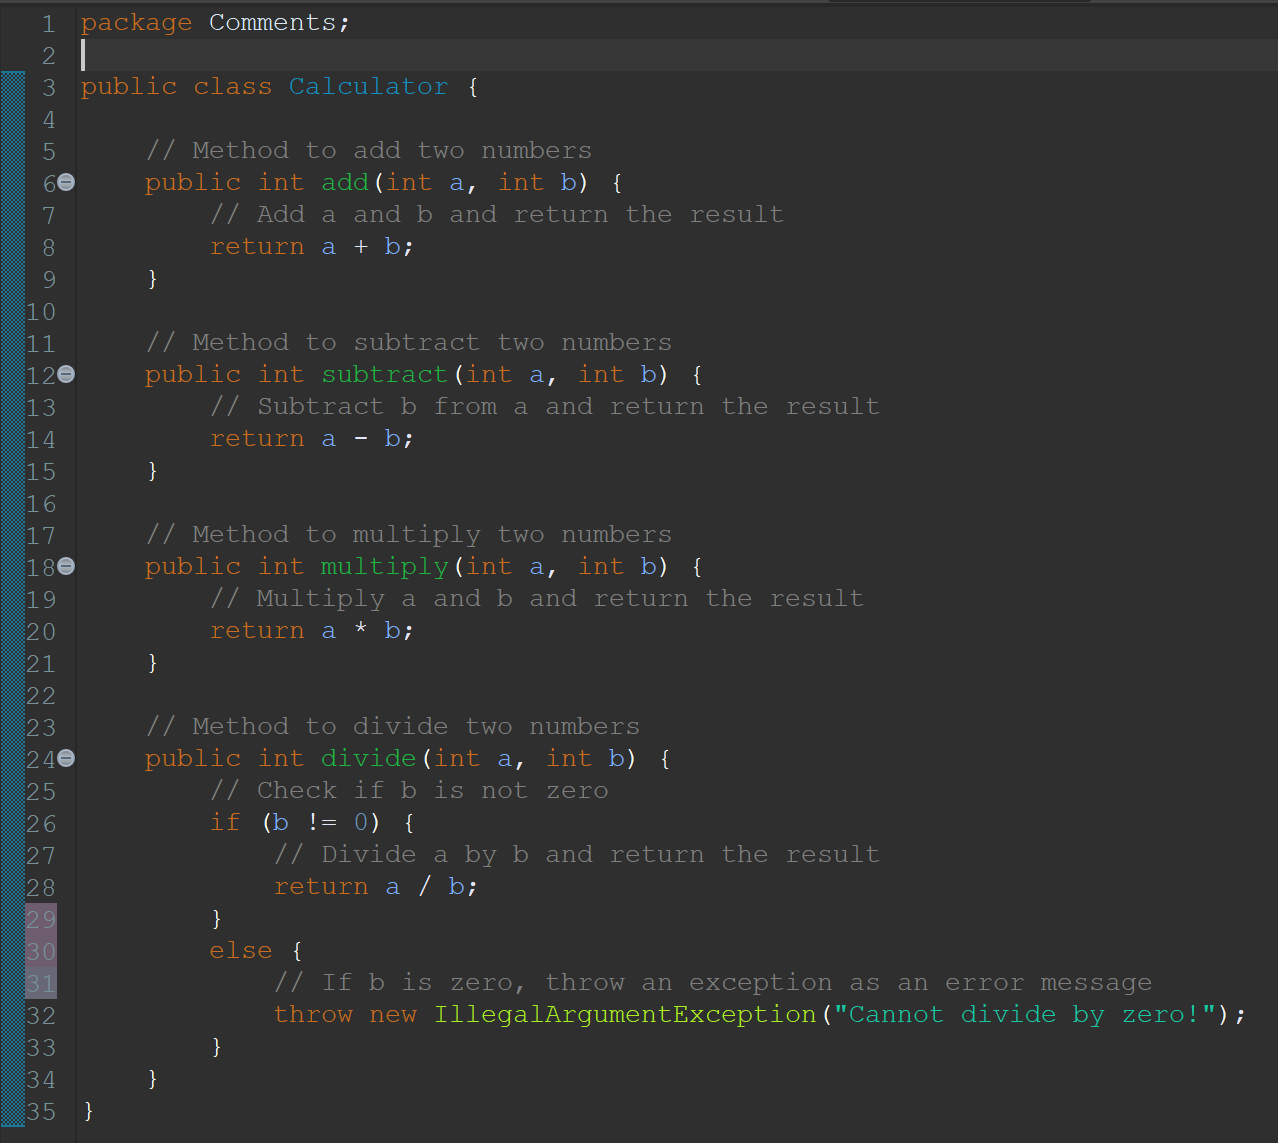 1 package Comments;
2
3 public class Calculator {
4
5     // Method to add two numbers
6     public int add(int a, int b) {
7         // Add a and b and return the result
8         return a + b;
9     }
10
11     // Method to subtract two numbers
12     public int subtract(int a, int b) {
13         // Subtract b from a and return the result
14         return a - b;
15     }
16
17     // Method to multiply two numbers
18     public int multiply(int a, int b) {
19         // Multiply a and b and return the result
20         return a * b;
21     }
22
23     // Method to divide two numbers
24     public int divide(int a, int b) {
25         // Check if b is not zero
26         if (b != 0) {
27             // Divide a by b and return the result
28             return a / b;
29         }
30         else {
31             // If b is zero, throw an exception as an error message
32             throw new IllegalArgumentException("Cannot divide by zero!");
33         }
34     }
35 }